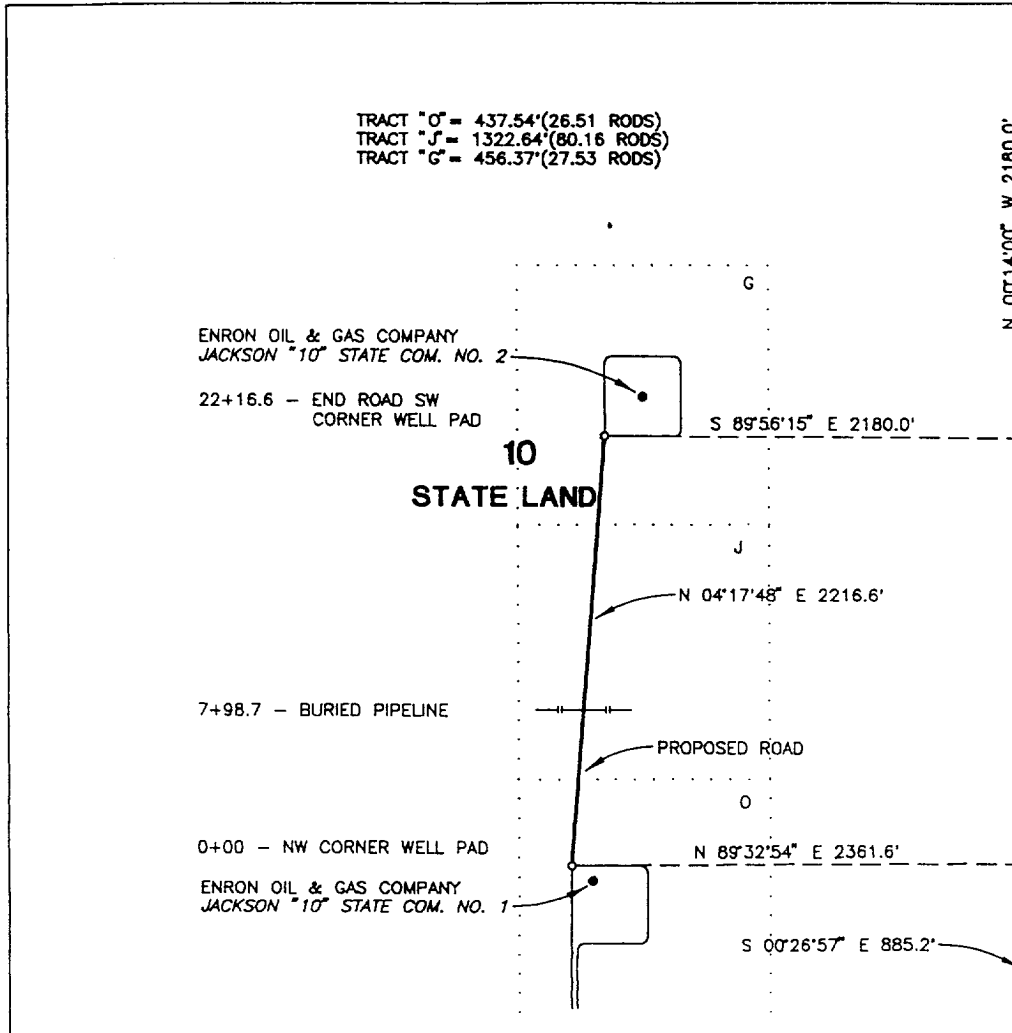 TRACT "O"= 437.54'(26.51 RODS)
TRACT "J"= 1322.64'(80.16 RODS)
TRACT "G"= 456.37'(27.53 RODS)
N 00°14'00" W 2180.0'
G
ENRON OIL & GAS COMPANY
JACKSON "10" STATE COM. NO. 2
22+16.6 - END ROAD SW
CORNER WELL PAD
S 89°56'15" E 2180.0'
10
STATE LAND
J
N 04°17'48" E 2216.6'
7+98.7 - BURIED PIPELINE
PROPOSED ROAD
O
0+00 - NW CORNER WELL PAD
N 89°32'54" E 2361.6'
ENRON OIL & GAS COMPANY
JACKSON "10" STATE COM. NO. 1
S 00°26'57" E 885.2'